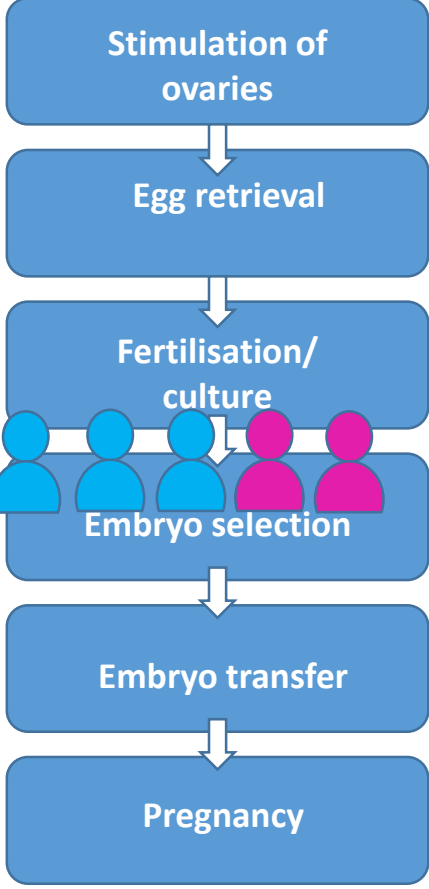 Stimulation of
ovaries
Egg retrieval
Fertilisation/
culture
Embryo selection
Embryo transfer
Pregnancy